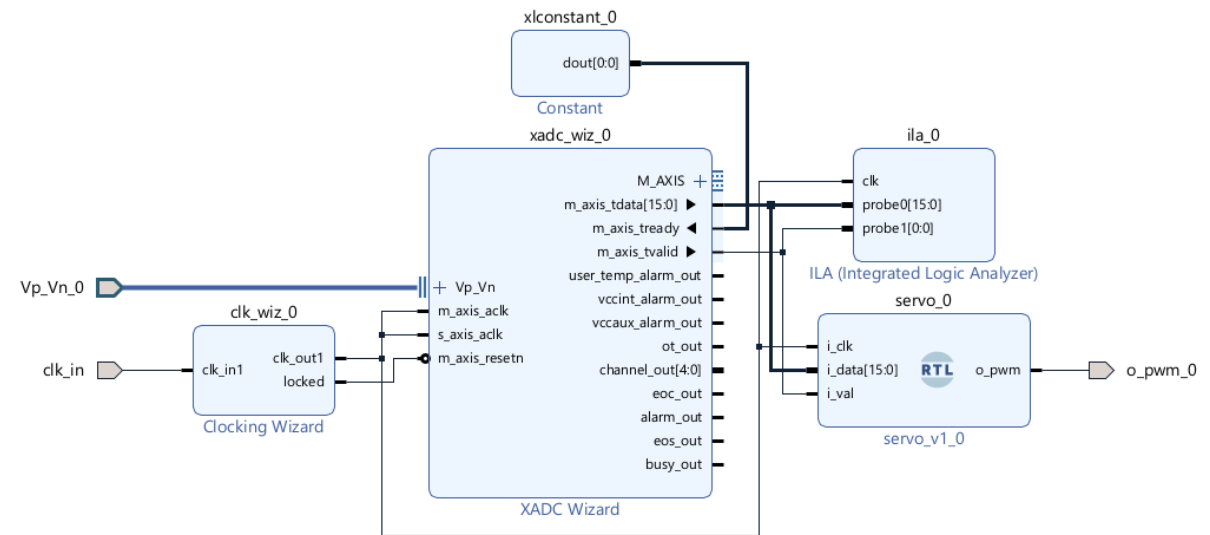 xlconstant_0
dout[0:0]
Constant
xadc_wiz_0
M_AXIS
m_axis_tdata[15:0]
m_axis_tready
m_axis_tvalid
user_temp_alarm_out
vccint_alarm_out
vccaux_alarm_out
ot_out
channel_out[4:0]
eoc_out
alarm_out
eos_out
busy_out
Vp_Vn
m_axis_aclk
s_axis_aclk
m_axis_resetn
XADC Wizard
Vp_Vn_0
clk_in
clk_wiz_0
clk_in1
clk_out1
locked
Clocking Wizard
ila_0
clk
probe0[15:0]
probe1[0:0]
ILA (Integrated Logic Analyzer)
servo_0
i_clk
i_data[15:0]
i_val
RTL
o_pwm
servo_v1_0
o_pwm_0